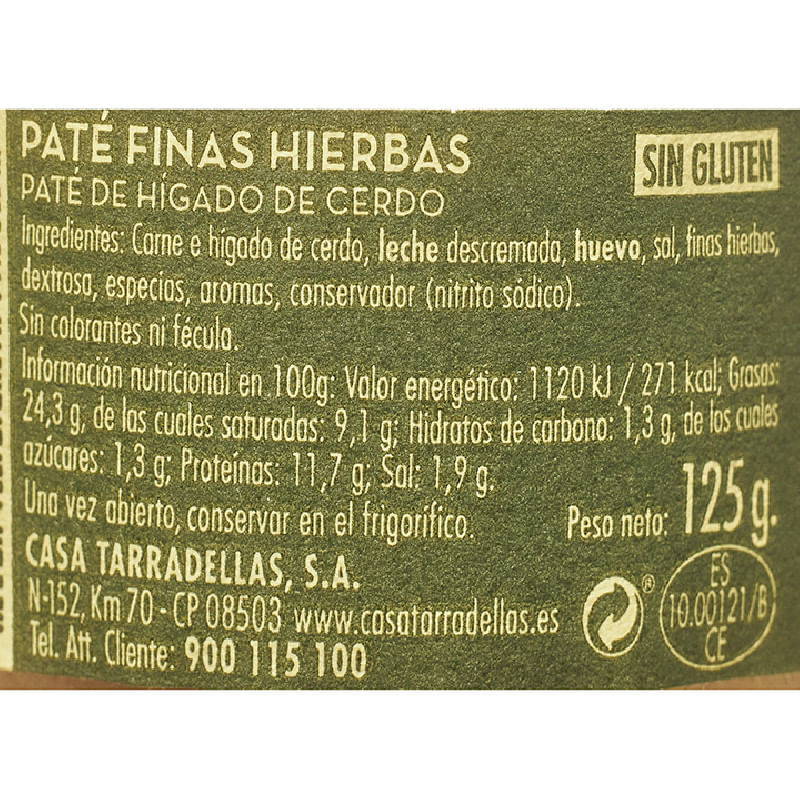 PATÉ FINAS HIERBAS
SIN GLUTEN
PATÉ DE HÍGADO DE CERDO
Ingredientes: Carne e hígado de cerdo, leche descremada, huevo, sal, finas hierbas,
dextrosa, especias, aromas, conservador (nitrito sódico).
Sin colorantes ni fécula.
Información nutricional en 100g: Valor energético: 1120 kJ / 271 kcal; Grasas:
24,3 g, de las cuales saturadas: 9,1 g; Hidratos de carbono: 1,3 g, de los cuales
azúcares: 1,3 g; Proteínas: 11,7 g; Sal: 1,9 g.
Una vez abierto, conservar en el frigorífico.
Peso neto: 125 g.
CASA TARRADELLAS, S.A.
N-152, Km 70 - CP 08503 www.casatarradellas.es
Tel. Att. Cliente: 900 115 100
®
ES
10.00121/B
CE